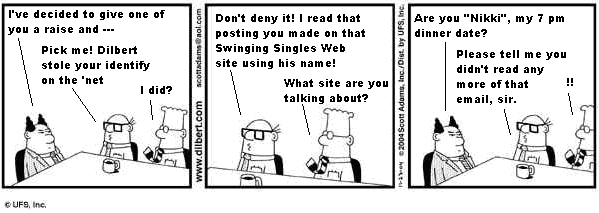 I've decided to give one of
you a raise and ---
Pick me! Dilbert
stole your identify
on the 'net
I did?
scottadams@aol.com
www.dilbert.com
Don't deny it! I read that
posting you made on that
Swinging Singles Web
site using his name!
What site are you
talking about?
©2004 Scott Adams, Inc./Dist. by UFS, Inc.
Are you "Nikki", my 7 pm
dinner date?
Please tell me you
didn't read any
more of that
email, sir.
!!
© UFS, Inc.